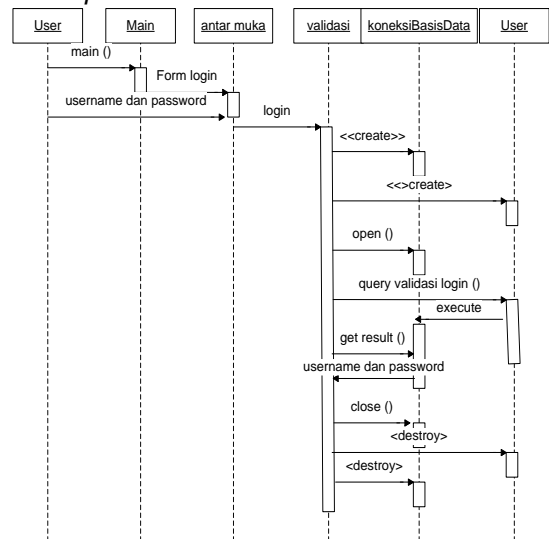 User Main antar muka validasi koneksiBasisData User
main ()
Form login
username dan password
login
<<create>>
<<>create>
open ()
query validasi login ()
execute
get result ()
username dan password
close ()
<destroy>
<destroy>